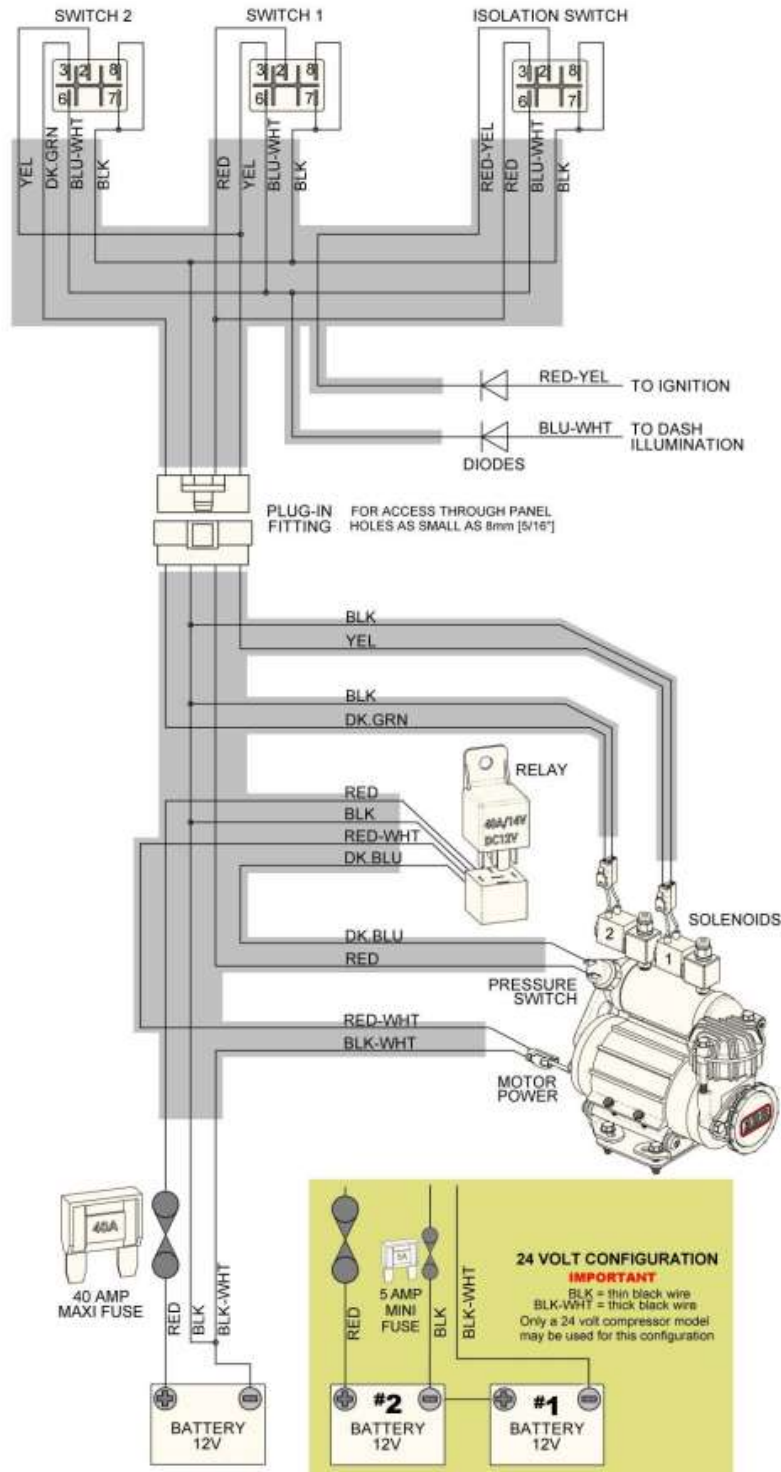 SWITCH 2
SWITCH 1
ISOLATION SWITCH
3 2 8
6 7
3 2 8
6 7
3 2 8
6 7
YEL
DK.GRN
BLU-WHT
BLK
RED
YEL
BLU-WHT
BLK
RED-YEL
RED
BLU-WHT
BLK
RED-YEL
TO IGNITION
BLU-WHT
TO DASH
ILLUMINATION
DIODES
PLUG-IN
FITTING
FOR ACCESS THROUGH PANEL
HOLES AS SMALL AS 8mm [5/16"]
BLK
YEL
BLK
DK.GRN
RED
BLK
RED-WHT
DK.BLU
RELAY
40A/14V
DC12V
DK.BLU
RED
PRESSURE
SWITCH
SOLENOIDS
2
1
RED-WHT
BLK-WHT
MOTOR
POWER
40A
40 AMP
MAXI FUSE
RED
BLK
BLK-WHT
BATTERY
12V
5A
5 AMP
MINI
FUSE
RED
BLK
BLK-WHT
24 VOLT CONFIGURATION
IMPORTANT
BLK = thin black wire
BLK-WHT = thick black wire
Only a 24 volt compressor model
may be used for this configuration
#2
BATTERY
12V
#1
BATTERY
12V